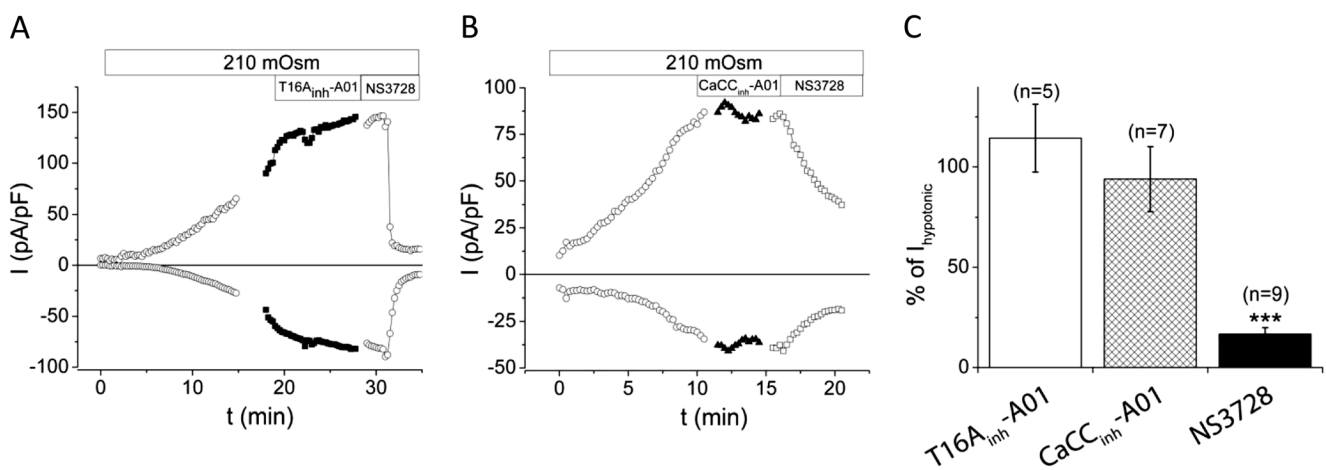 A
210 mOsm
T16Ainh-A01
NS3728
150
100
50
0
-50
-100
I (pA/pF)
0
10
20
30
t (min)
B
210 mOsm
CaCCinh-A01
NS3728
100
75
50
25
0
-25
-50
I (pA/pF)
0
5
10
15
20
t (min)
C
% of Ihypotonic
100
50
0
(n=5)
(n=7)
(n=9)
***
T16Ainh-A01
CaCCinh-A01
NS3728